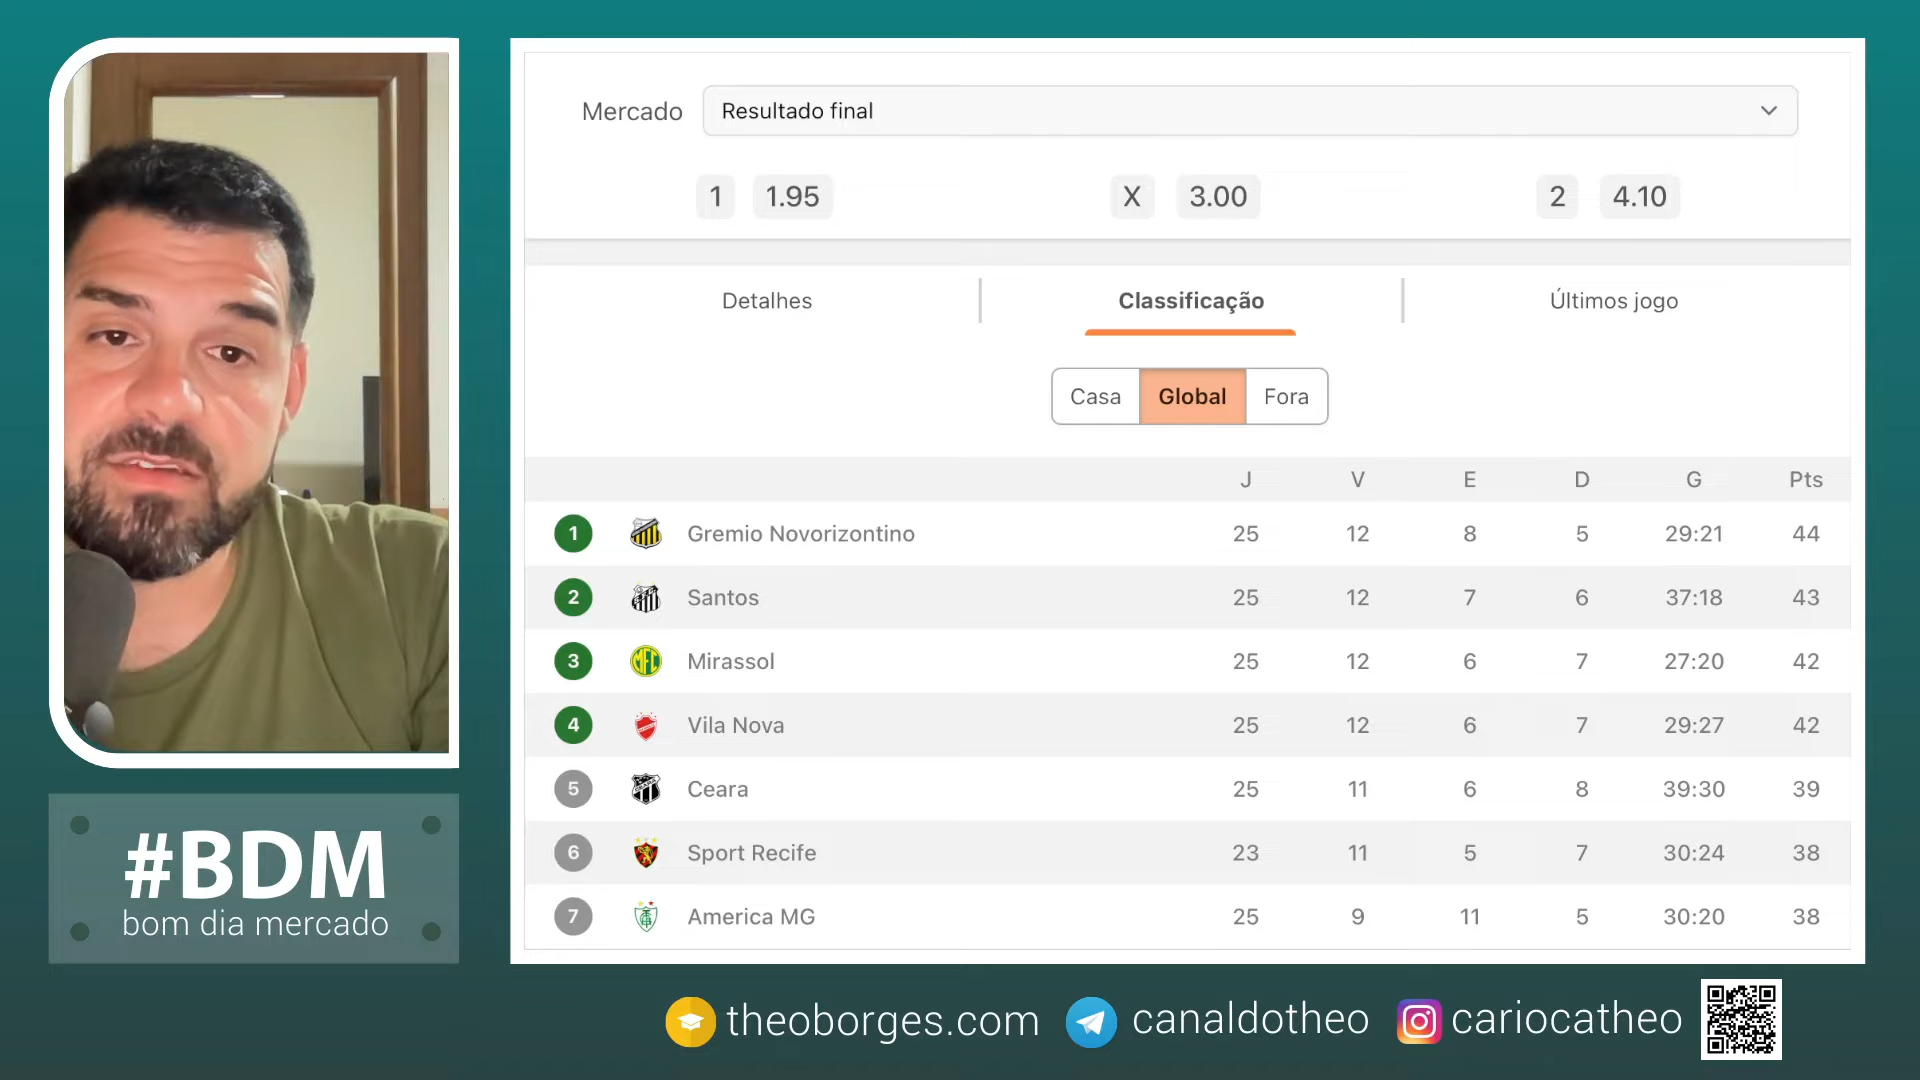 Mercado Resultado final
1 1.95 X 3.00 2 4.10
Detalhes Classificação Últimos jogo
Casa Global Fora
J V E D G Pts
1 Gremio Novorizontino 25 12 8 5 29:21 44
2 Santos 25 12 7 6 37:18 43
3 Mirassol 25 12 6 7 27:20 42
4 Vila Nova 25 12 6 7 29:27 42
5 Ceara 25 11 6 8 39:30 39
6 Sport Recife 23 11 5 7 30:24 38
7 America MG 25 9 11 5 30:20 38
#BDM
bom dia mercado
theoborges.com canaldotheo cariocatheo